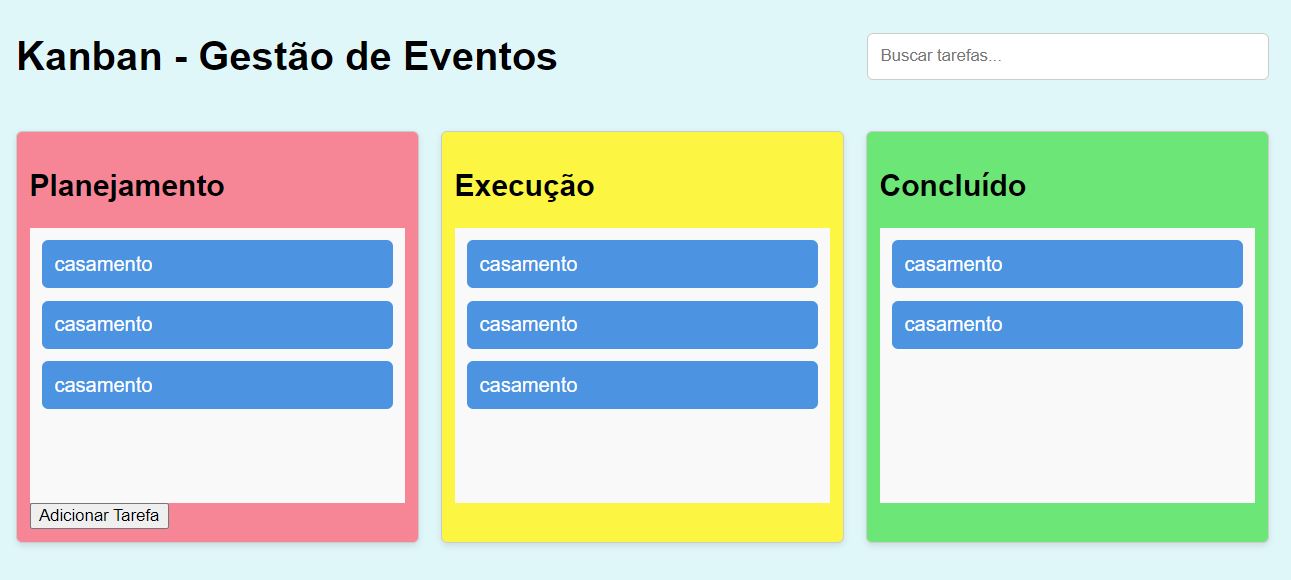 Kanban - Gestão de Eventos
Buscar tarefas...
Planejamento
casamento
casamento
casamento
Adicionar Tarefa
Execução
casamento
casamento
casamento
Concluído
casamento
casamento